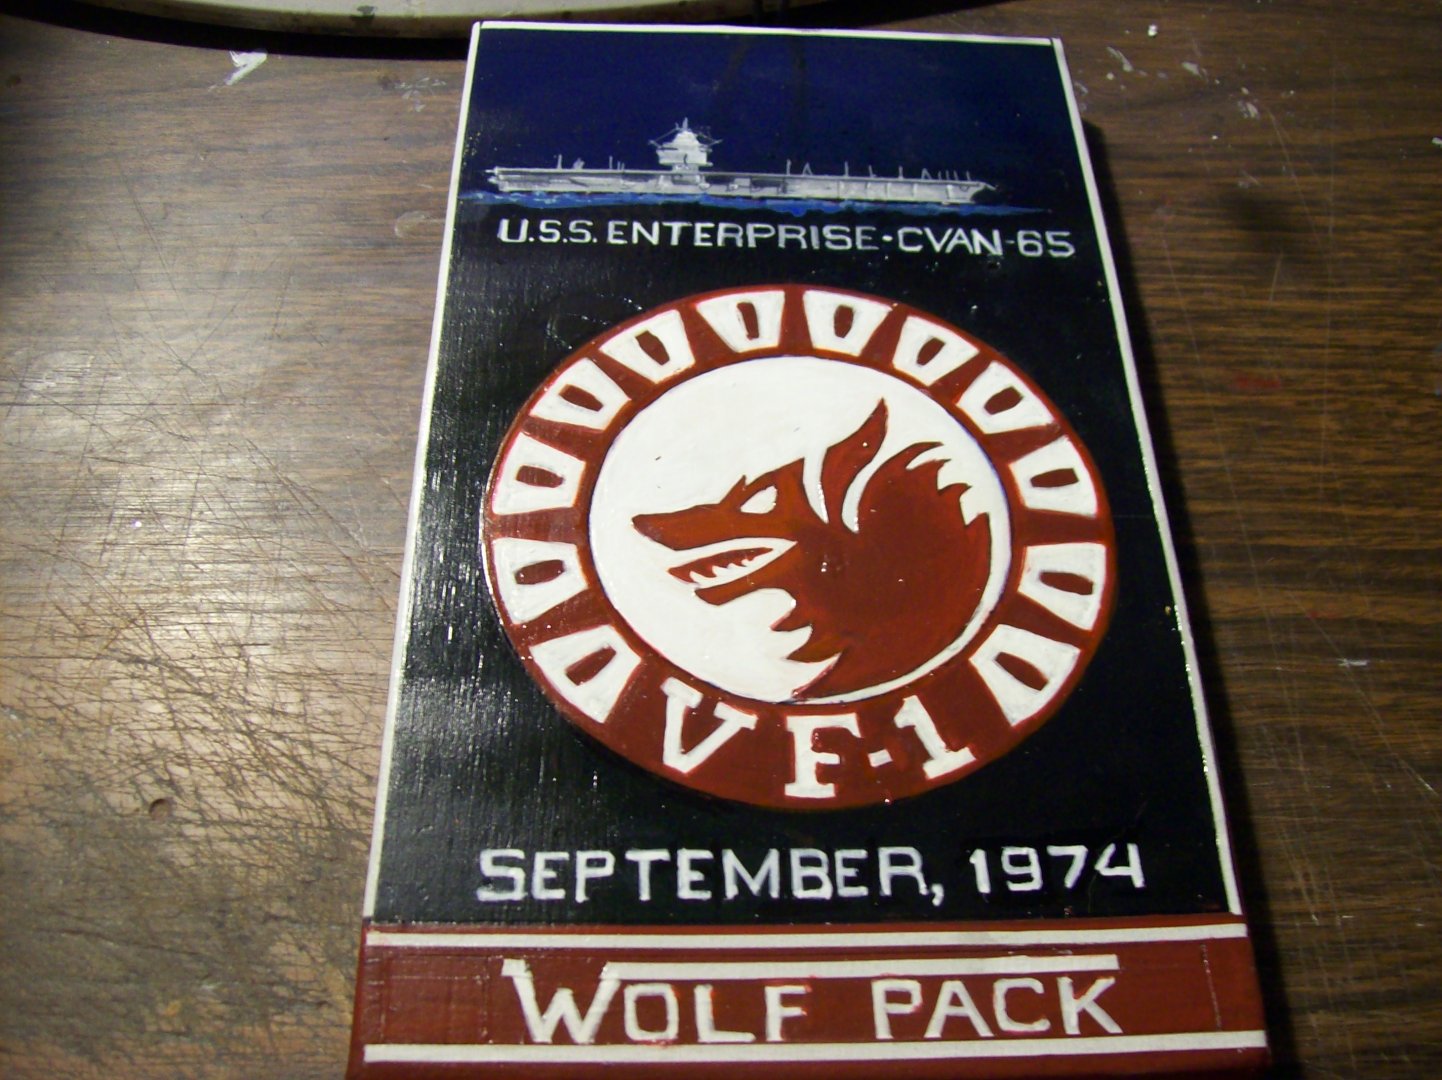 U.S.S. ENTERPRISE·CVAN-65
VF-1
SEPTEMBER, 1974
WOLF PACK